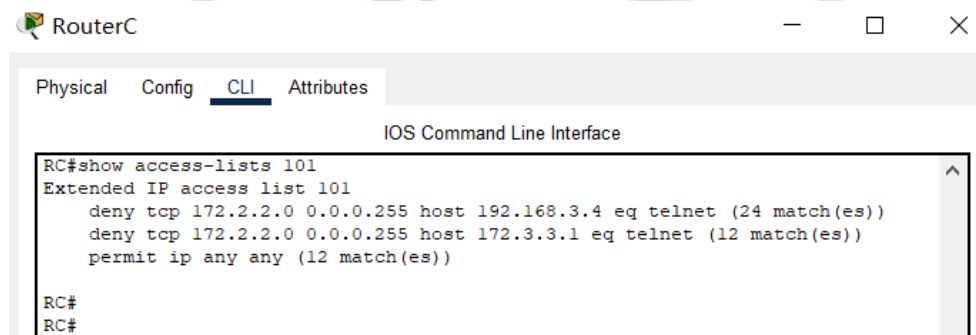 RouterC
Physical Config CLI Attributes
IOS Command Line Interface
RC#show access-lists 101
Extended IP access list 101
deny tcp 172.2.2.0 0.0.0.255 host 192.168.3.4 eq telnet (24 match(es))
deny tcp 172.2.2.0 0.0.0.255 host 172.3.3.1 eq telnet (12 match(es))
permit ip any any (12 match(es))
RC#
RC#